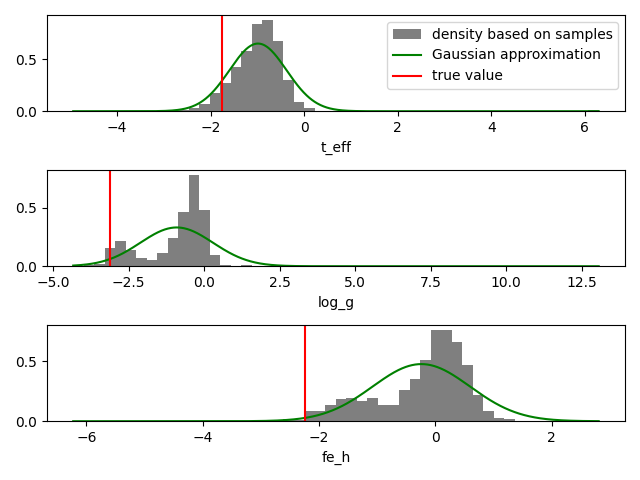 density based on samples
Gaussian approximation
true value
0.5
0.0
−4 −2 0 2 4 6
t_eff
0.5
0.0
−5.0 −2.5 0.0 2.5 5.0 7.5 10.0 12.5
log_g
0.5
0.0
−6 −4 −2 0 2
fe_h